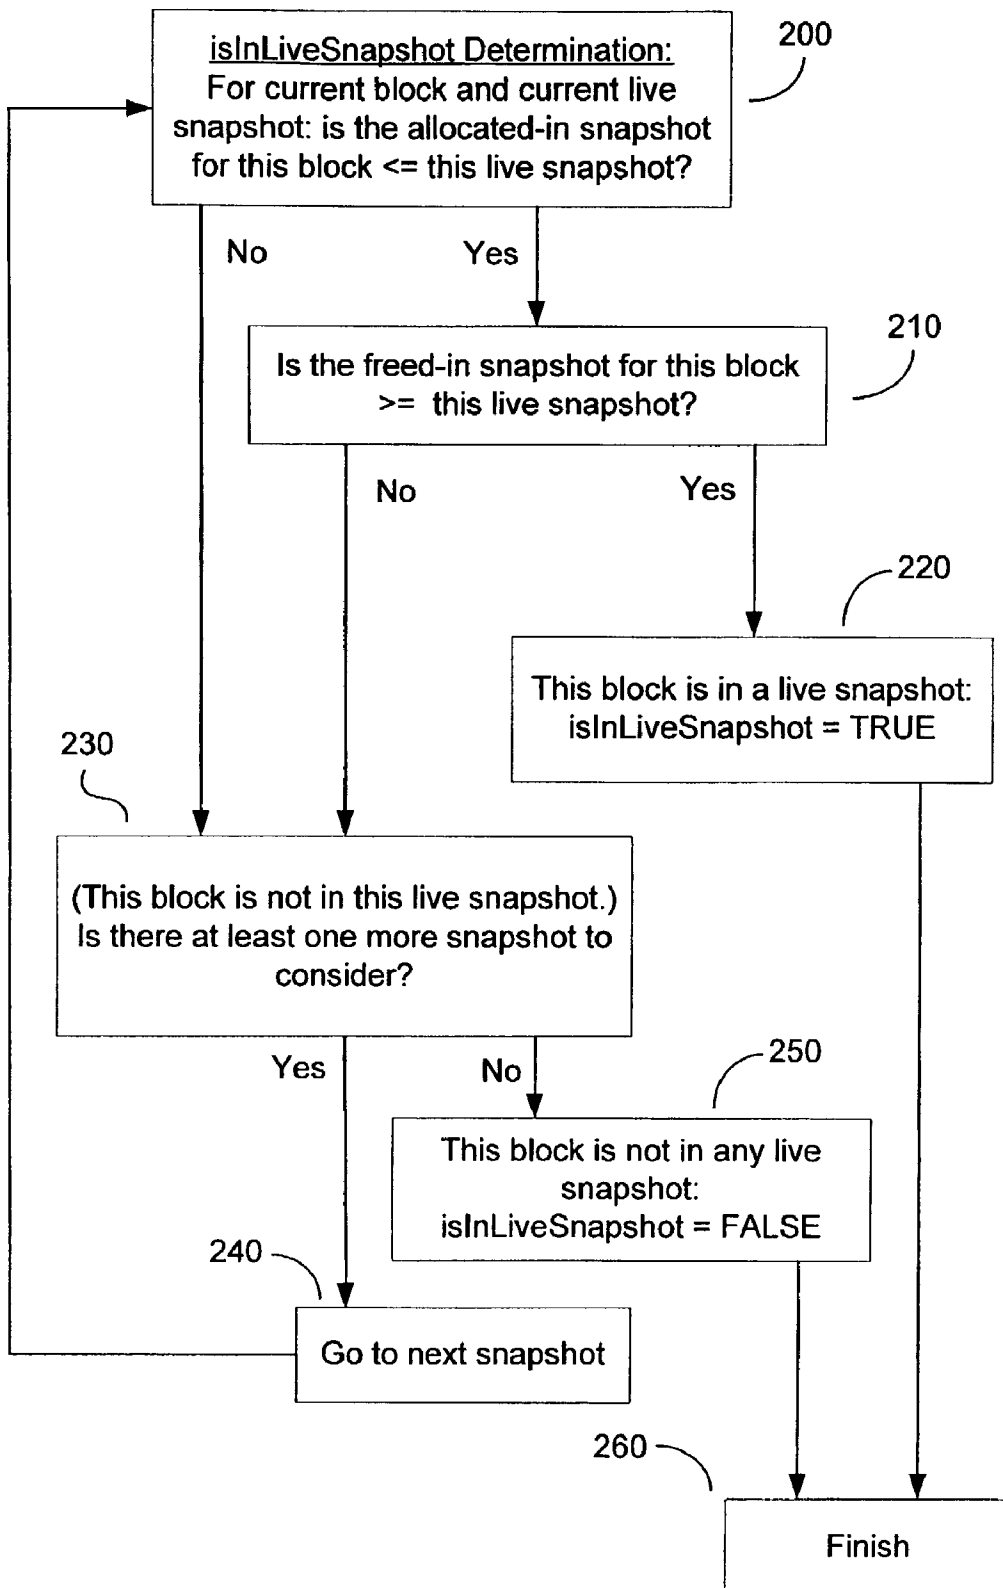 isInLiveSnapshot Determination:
For current block and current live
snapshot: is the allocated-in snapshot
for this block <= this live snapshot?
200
No
Yes
210
Is the freed-in snapshot for this block
>= this live snapshot?
No
Yes
220
This block is in a live snapshot:
isInLiveSnapshot = TRUE
230
(This block is not in this live snapshot.)
Is there at least one more snapshot to
consider?
Yes
No
250
This block is not in any live
snapshot:
isInLiveSnapshot = FALSE
240
Go to next snapshot
260
Finish